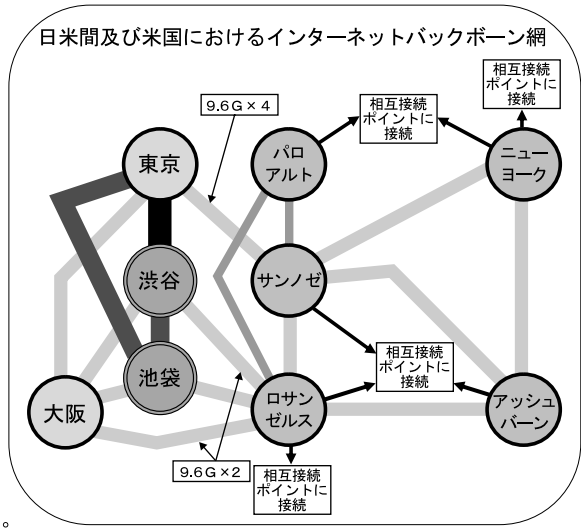 日米間及び米国におけるインターネットバックボーン網
相互接続
ポイントに
接続
9.6G×4
相互接続
ポイントに
接続
東京
パロ
アルト
ニュー
ヨーク
渋谷
サンノゼ
相互接続
ポイントに
接続
池袋
大阪
ロサン
ゼルス
アッシュ
バーン
9.6G×2
相互接続
ポイントに
接続
。